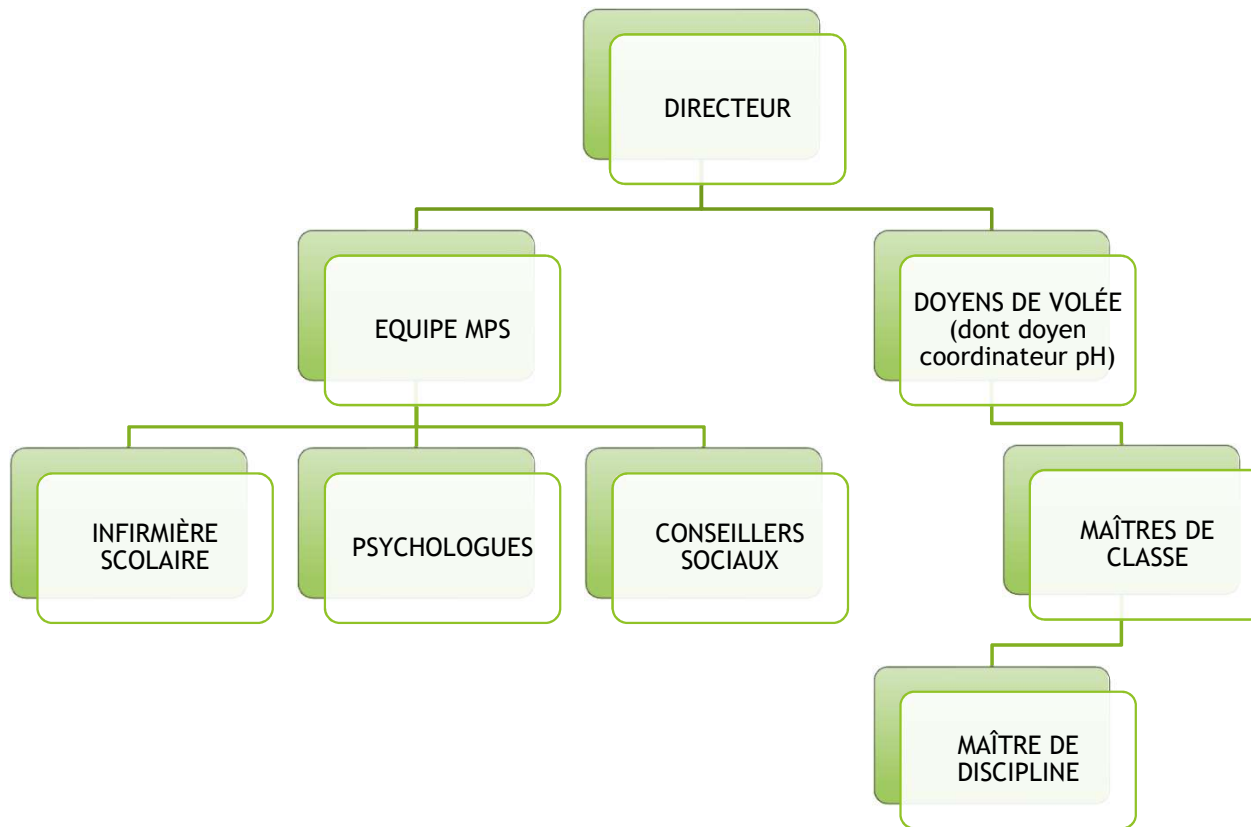 DIRECTEUR
EQUIPE MPS
DOYENS DE VOLÉE
(dont doyen
coordinateur pH)
INFIRMIÈRE
SCOLAIRE
PSYCHOLOGUES
CONSEILLERS
SOCIAUX
MAÎTRES DE
CLASSE
MAÎTRE DE
DISCIPLINE